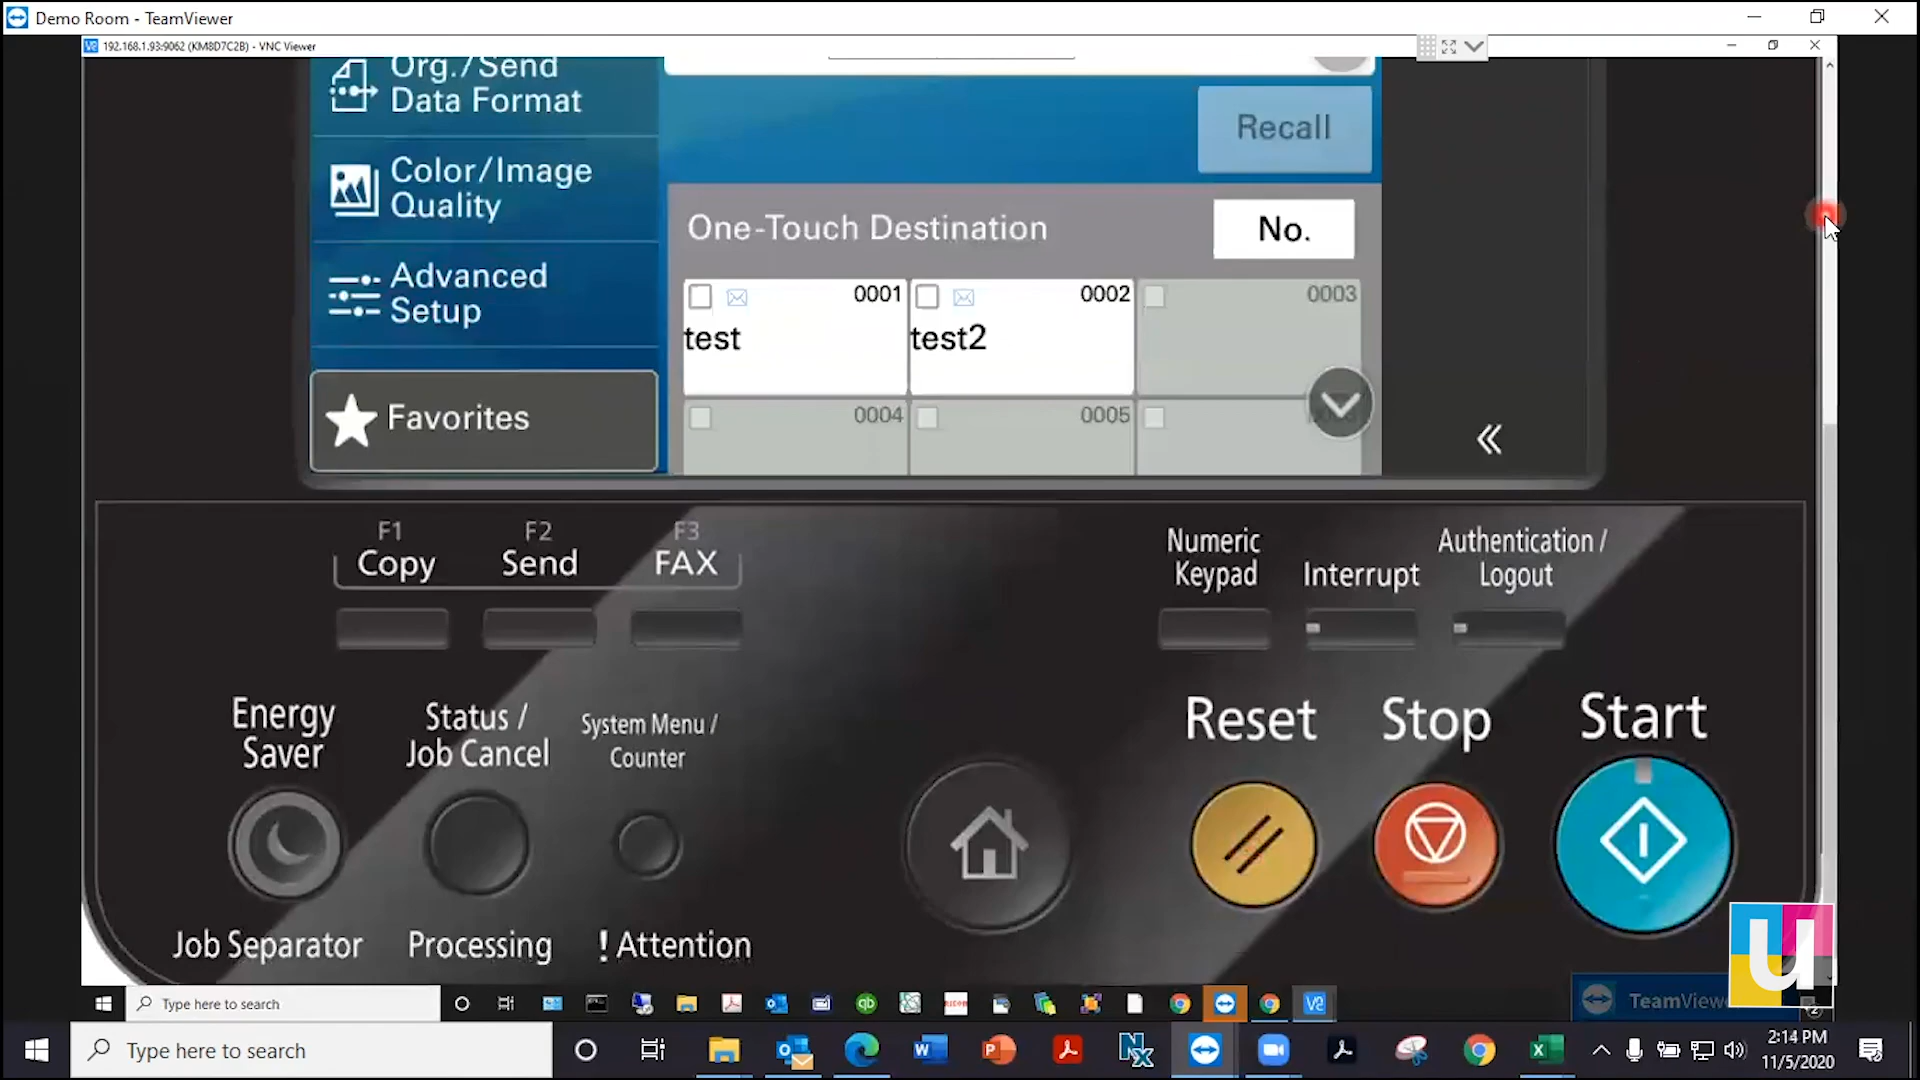 Demo Room - TeamViewer
192.168.1.93:9062 (KM8D7C2B) - VNC Viewer
Org./Send
Data Format
Recall
Color/Image
Quality
One-Touch Destination
No.
Advanced
Setup
0001
0002
0003
test
test2
Favorites
0004
0005
F1
F2
F3
Copy
Send
FAX
Numeric
Keypad
Interrupt
Authentication /
Logout
Energy
Saver
Status /
Job Cancel
System Menu /
Counter
Reset
Stop
Start
Job Separator
Processing
! Attention
u
Type here to search
TeamView
Type here to search
2:14 PM
11/5/2020